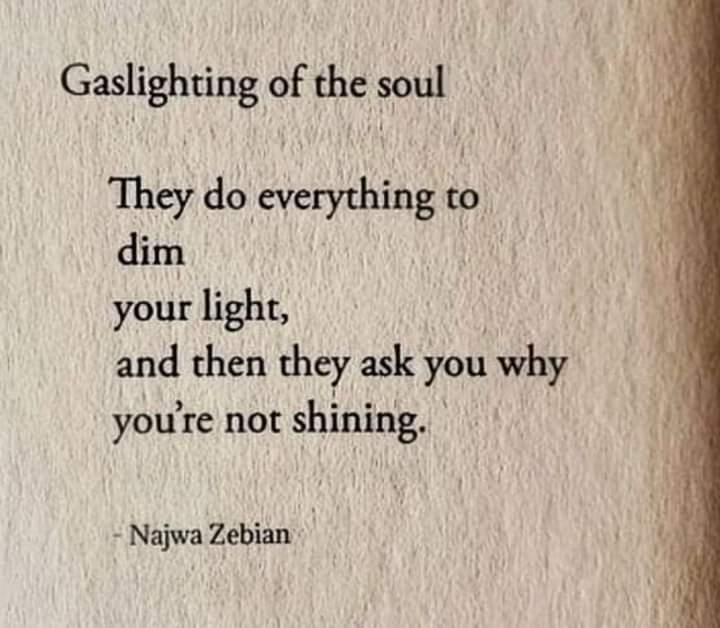 Gaslighting of the soul
They do everything to
dim
your light,
and then they ask you why
you're not shining.
- Najwa Zebian